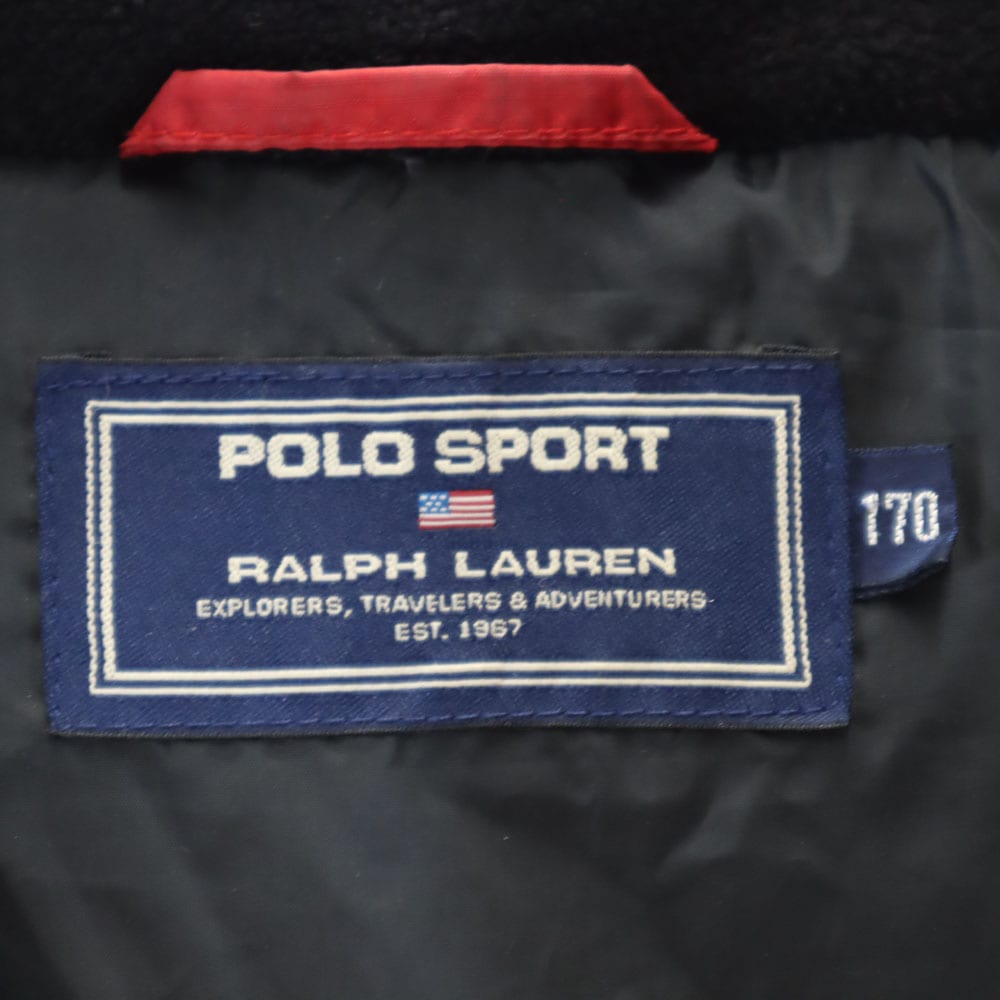 POLO SPORT
RALPH LAUREN
EXPLORERS, TRAVELERS & ADVENTURERS
EST. 1967
170